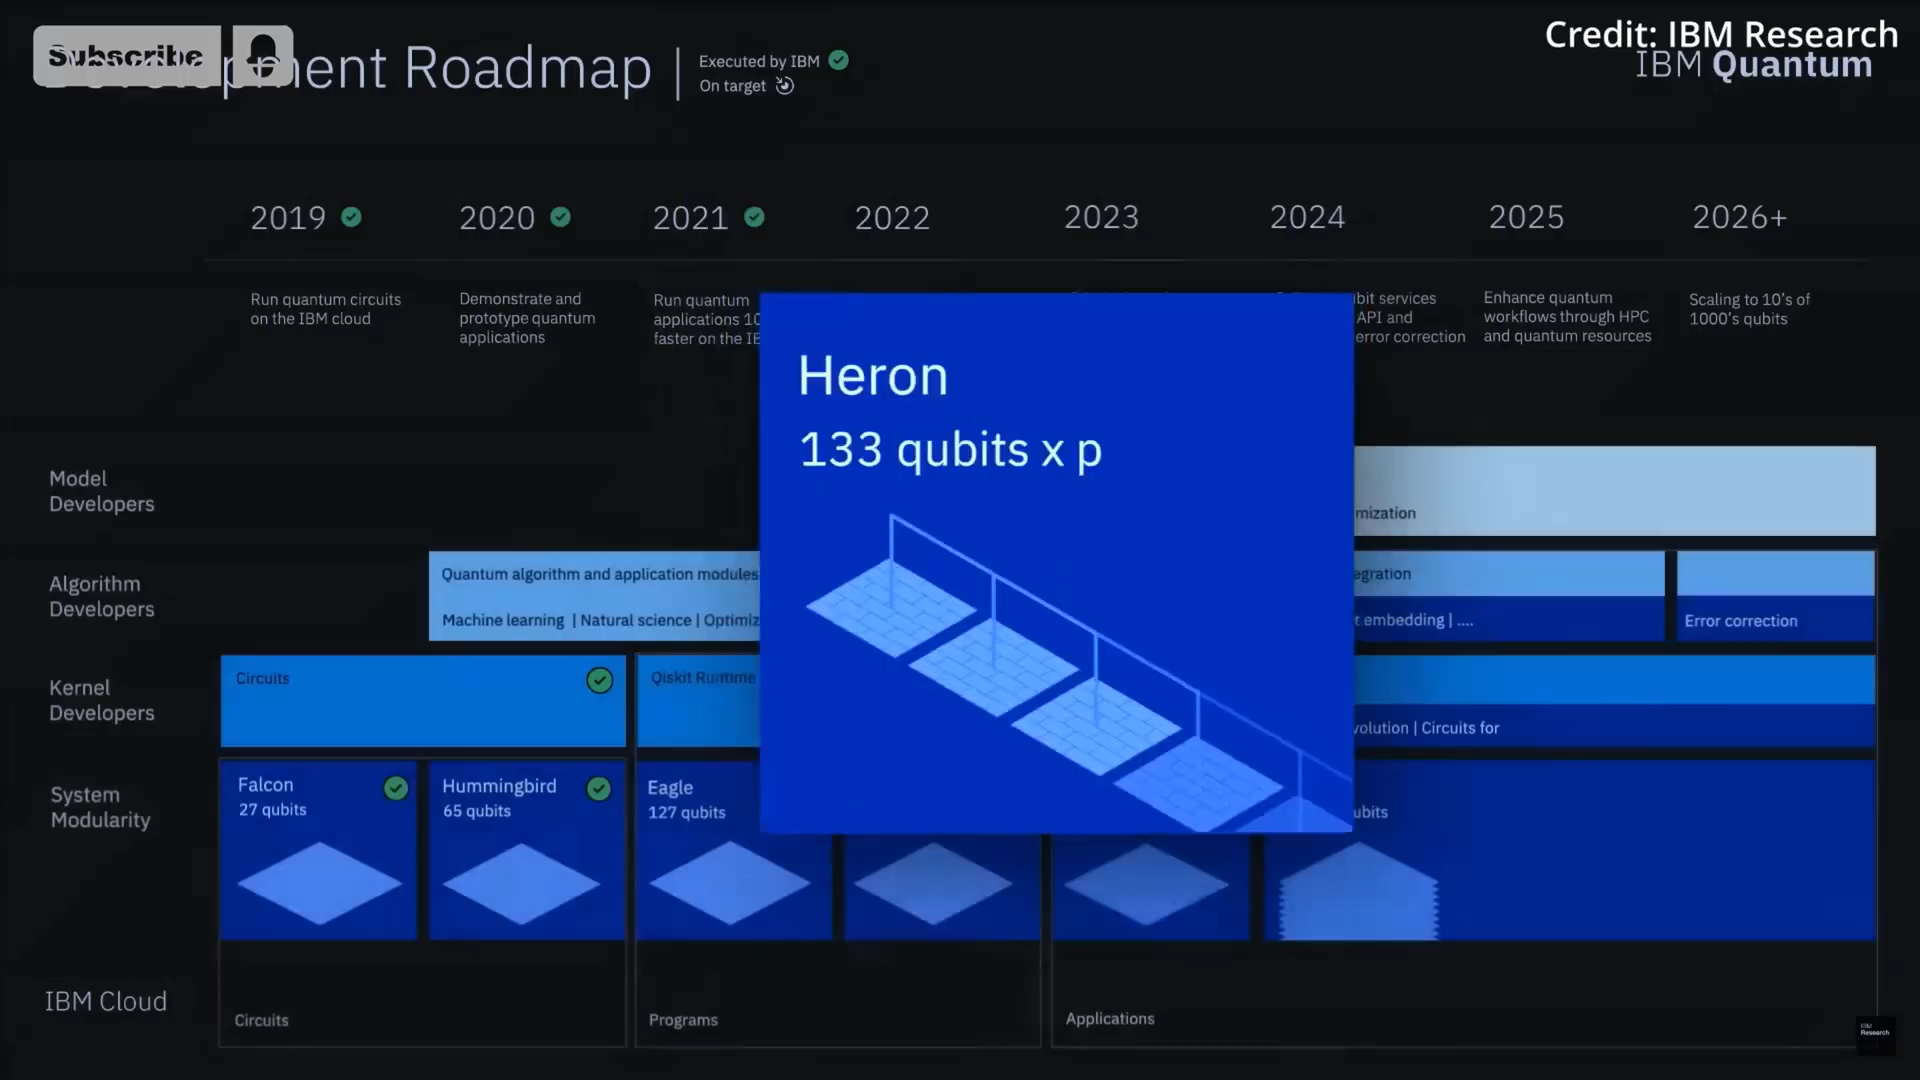 Subscribe
Development Roadmap
Executed by IBM
On target
Credit: IBM Research
IBM Quantum
2019
2020
2021
2022
2023
2024
2025
2026+
Run quantum circuits
on the IBM cloud
Demonstrate and
prototype quantum
applications
Run quantum
applications 10
faster on the IB
bit services
API and
error correction
Enhance quantum
workflows through HPC
and quantum resources
Scaling to 10's of
1000's qubits
Heron
133 qubits x p
Model
Developers
mization
Algorithm
Developers
Quantum algorithm and application modules
Machine learning | Natural science | Optimiz
egration
t embedding | ....
Error correction
Kernel
Developers
Circuits
Qiskit Runtime
volution | Circuits for
System
Modularity
Falcon
27 qubits
Hummingbird
65 qubits
Eagle
127 qubits
ubits
IBM Cloud
Circuits
Programs
Applications
IBM
Research